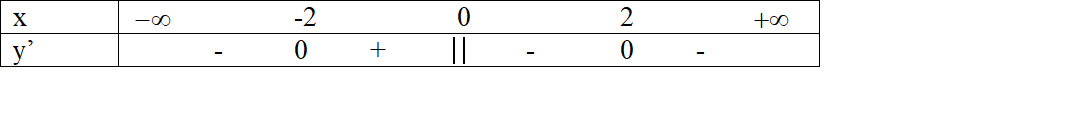 x −∞ -2 0 2 +∞
y’ - 0 + || - 0 -